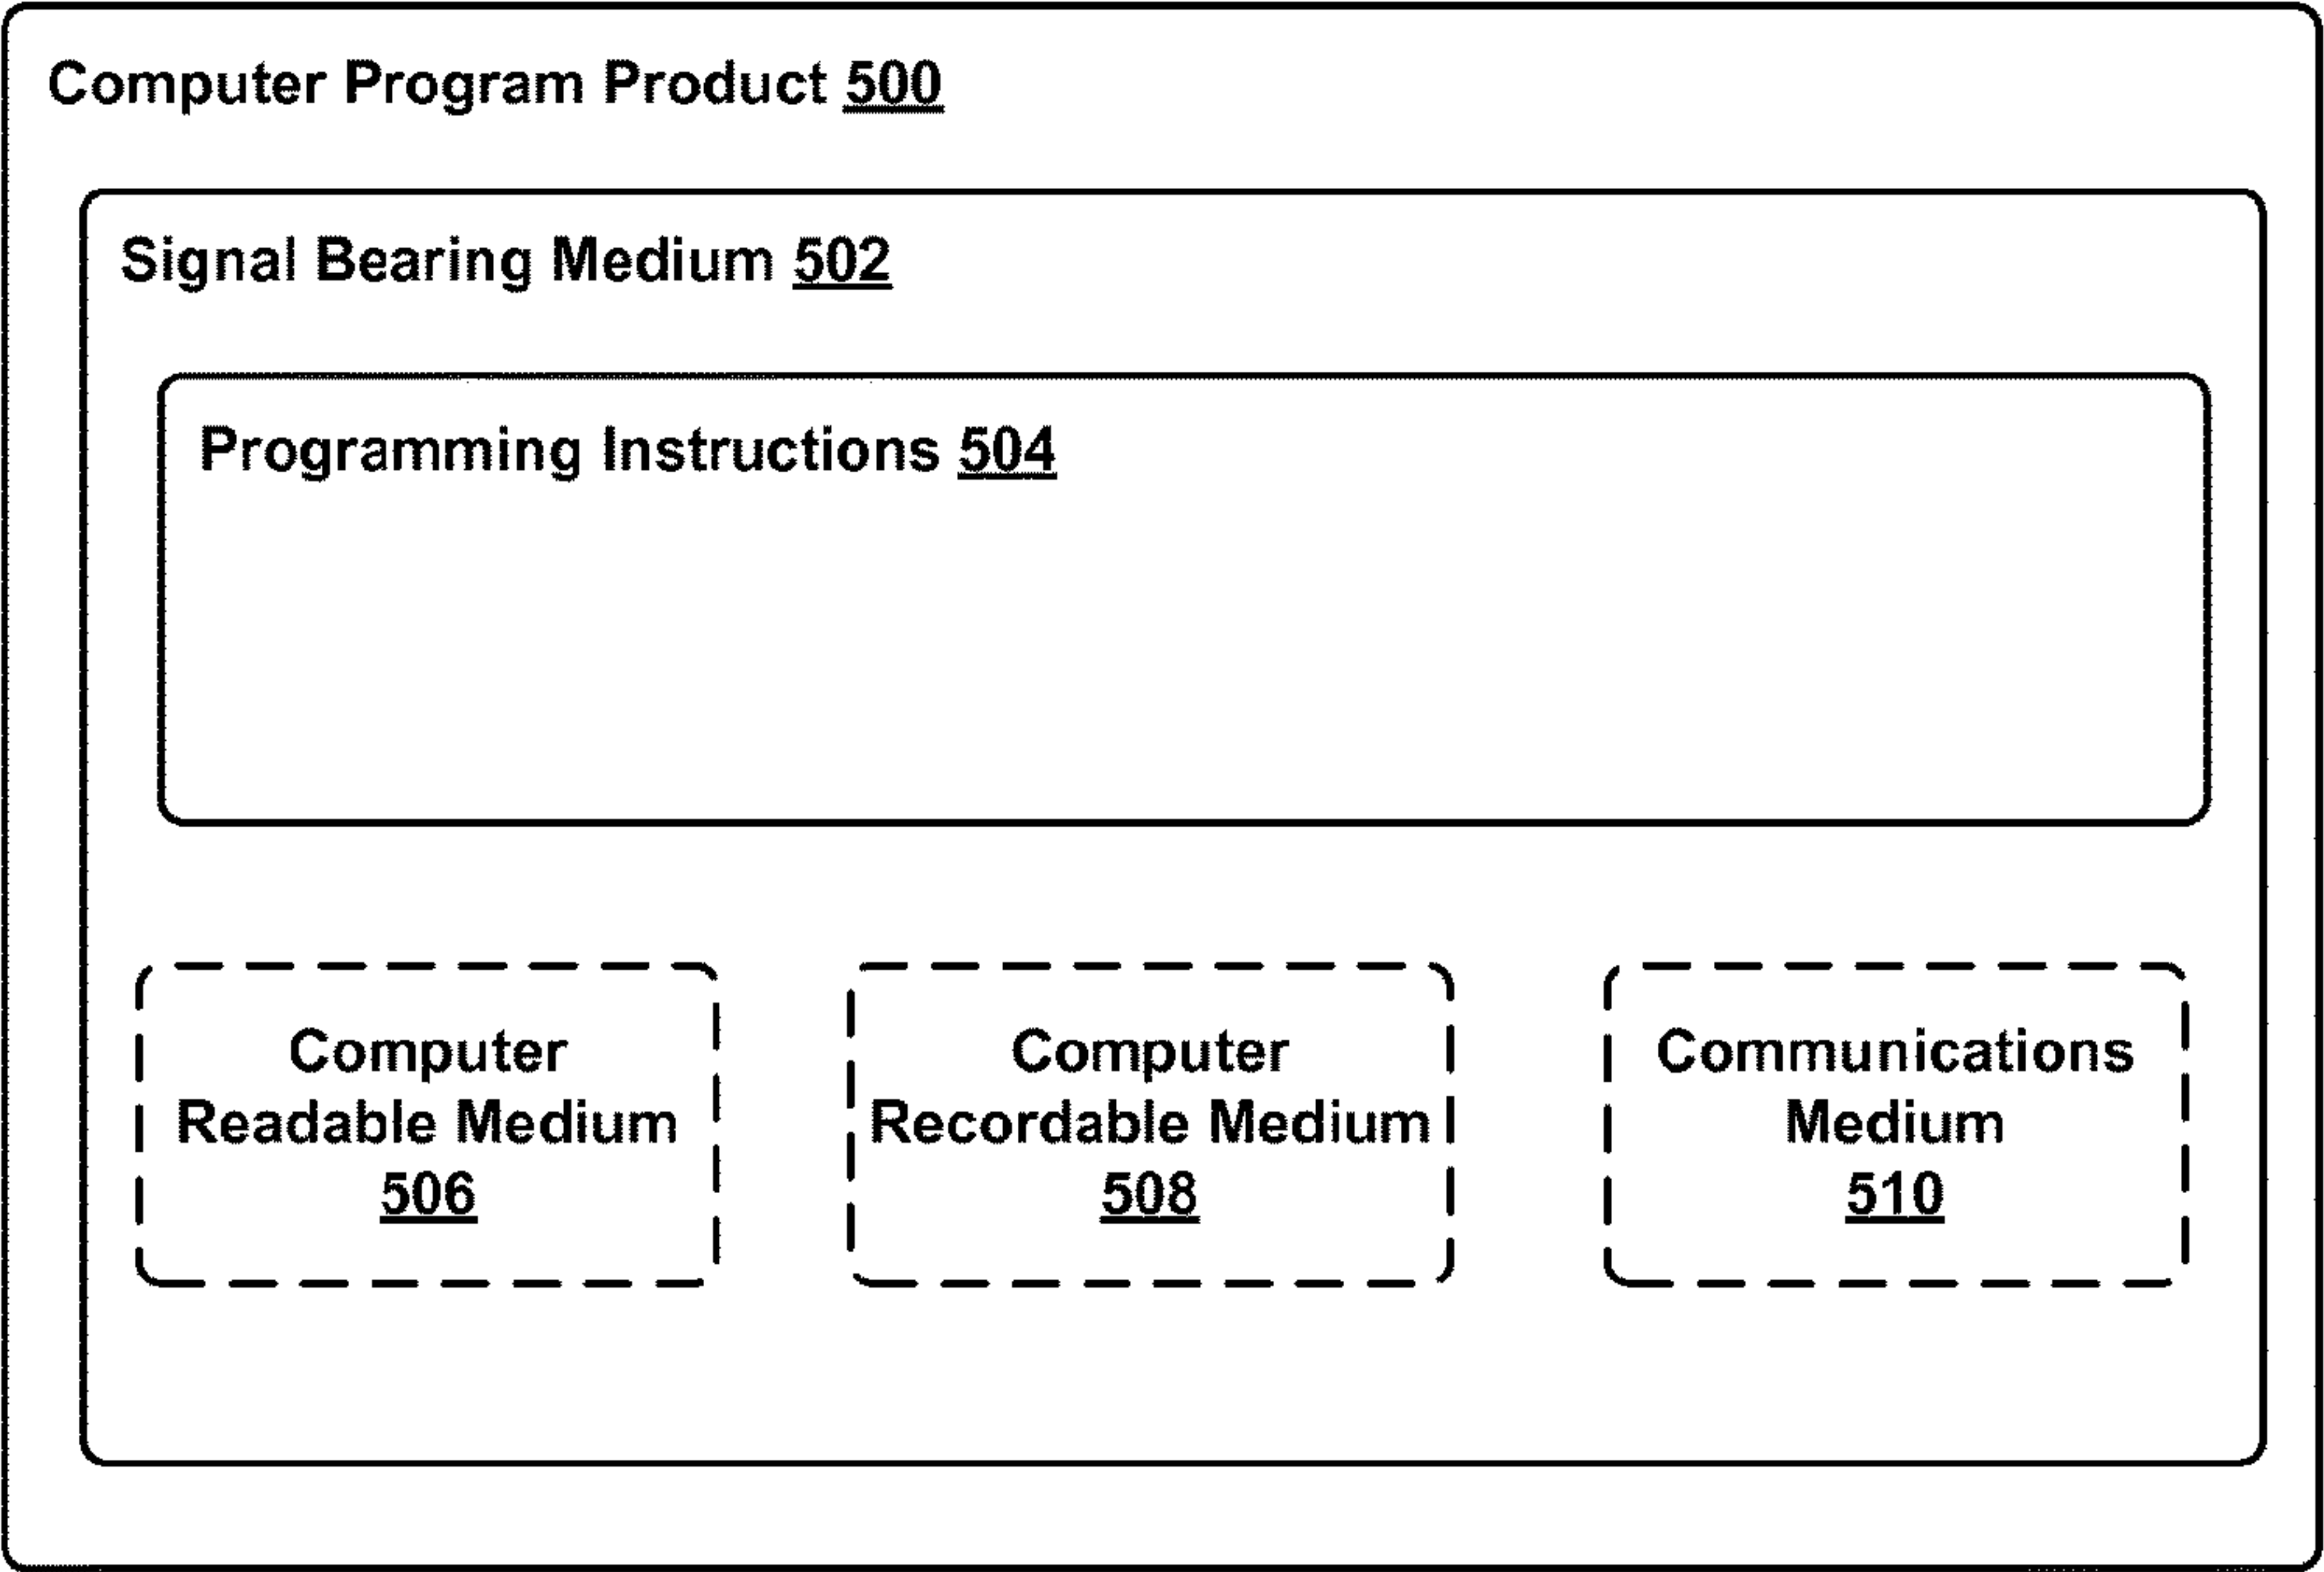 Computer Program Product 500
Signal Bearing Medium 502
Programming Instructions 504
Computer
Readable Medium
506
Computer
Recordable Medium
508
Communications
Medium
510